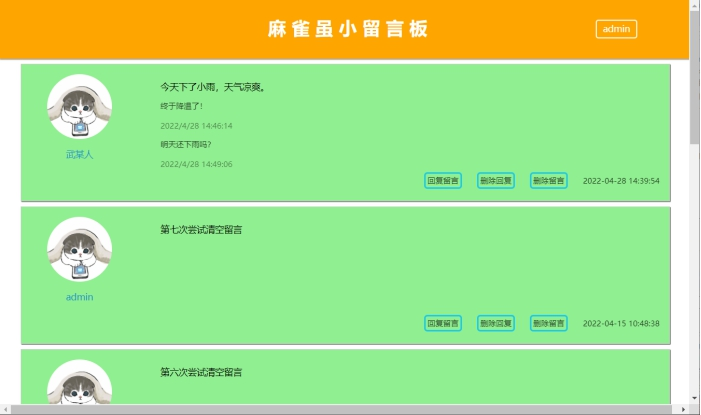 麻雀虽小留言板
admin
今天下了小雨，天气凉爽。
终于降温了！
2022/4/28 14:46:14
明天还下雨吗?
2022/4/28 14:49:06
武某人
回复留言 删除回复 删除留言 2022-04-28 14:39:54
第七次尝试清空留言
admin
回复留言 删除回复 删除留言 2022-04-15 10:48:38
第六次尝试清空留言